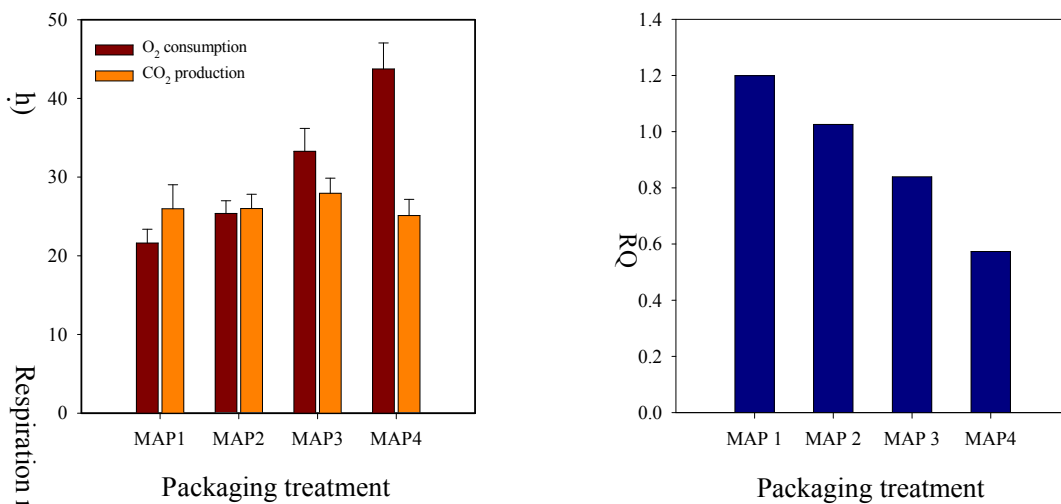 50
40
30
20
10
0
O₂ consumption
CO₂ production
h)
Respiration
MAP1 MAP2 MAP3 MAP4
Packaging treatment
1.4
1.2
1.0
0.8
0.6
0.4
0.2
0.0
RQ
MAP 1 MAP 2 MAP 3 MAP4
Packaging treatment